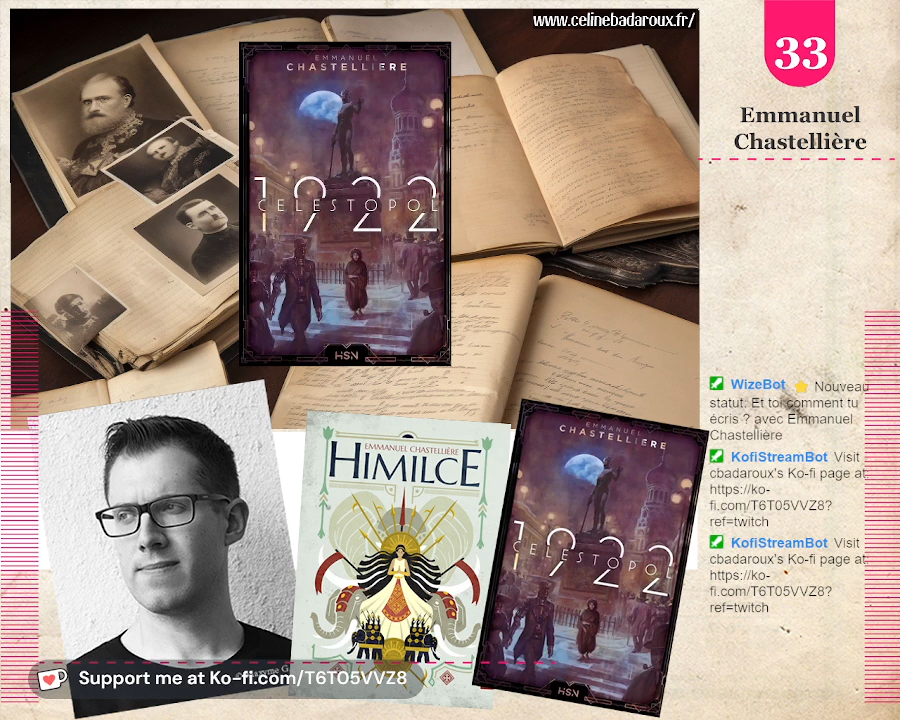 www.celinebadaroux.fr/
33
Emmanuel
Chastellière
EMMANUEL
CHASTELLIERE
1922
CELESTOPOL
HSN
WizeBot ⭐ Nouveau
statut. Et toi comment tu
écris ? avec Emmanuel
Chastellière
KofiStreamBot Visit
cbadaroux's Ko-fi page at
https://ko-
fi.com/T6T05VVZ8?
ref=twitch
KofiStreamBot Visit
cbadaroux's Ko-fi page at
https://ko-
fi.com/T6T05VVZ8?
ref=twitch
EMMANUEL CHASTELLIÈRE
HIMILCE
EMMANUEL
CHASTELLIERE
1922
CELESTOPOL
HSN
Support me at Ko-fi.com/T6T05VVZ8